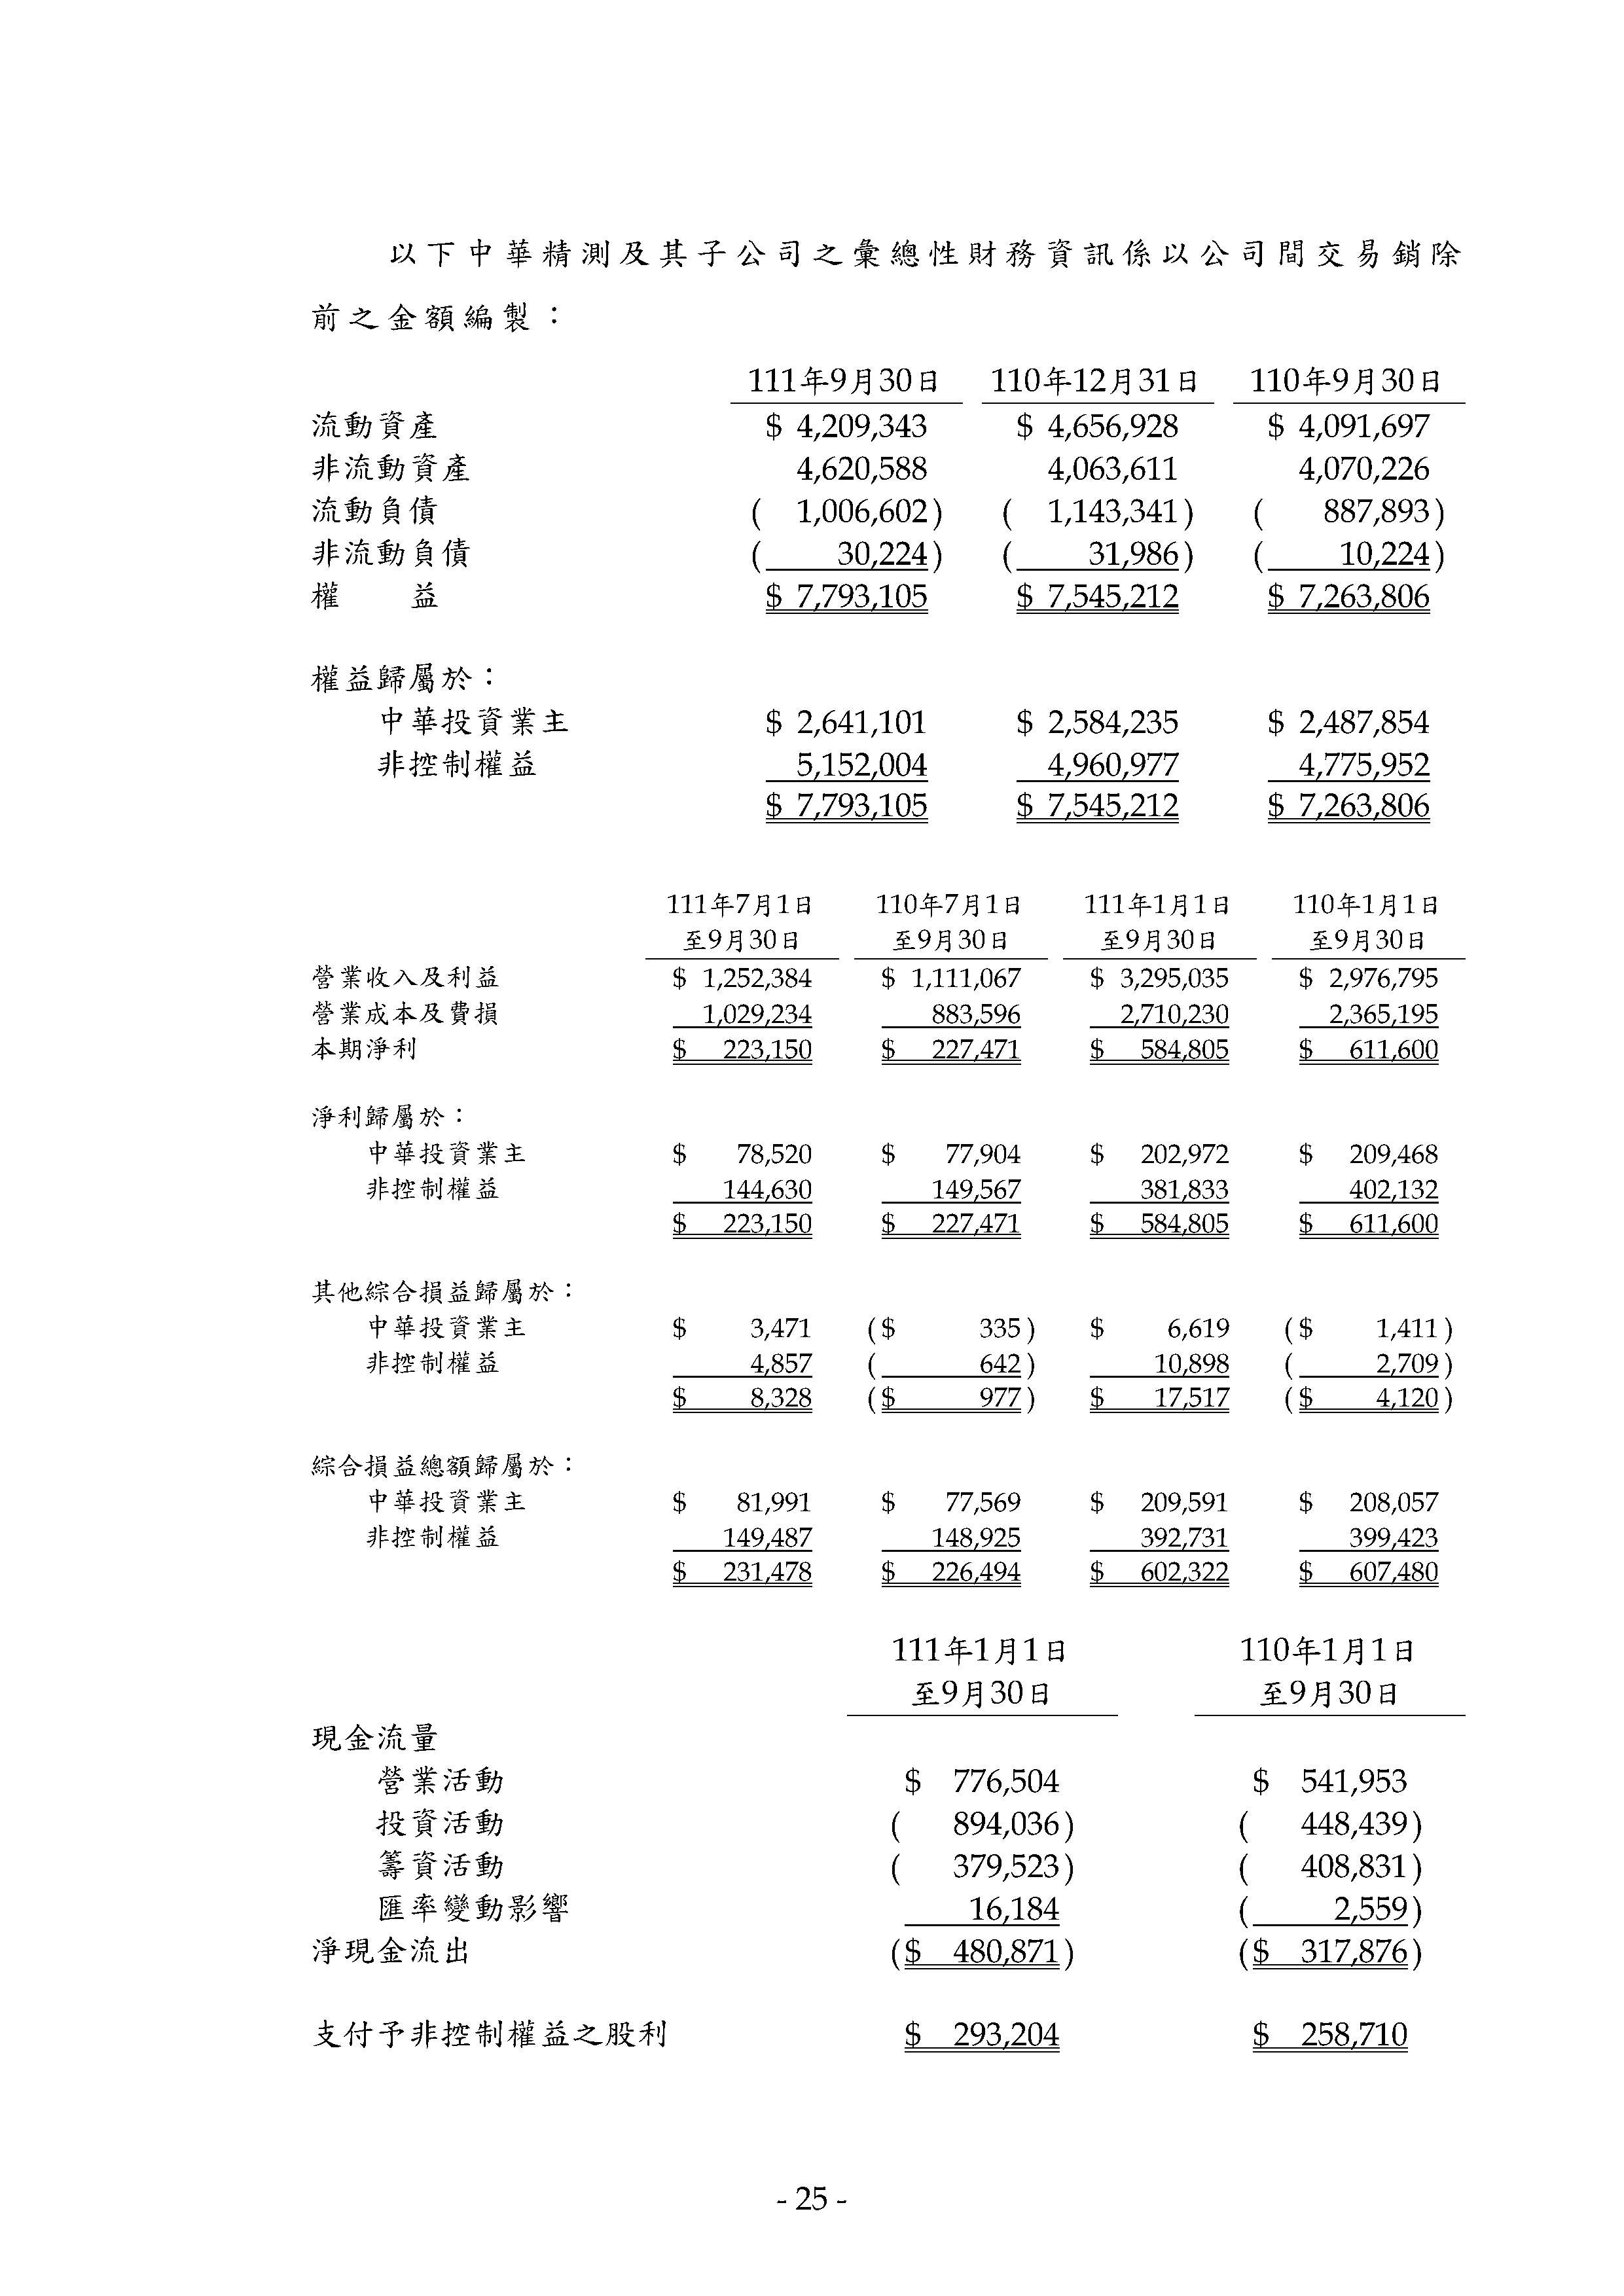 以下中華精測及其子公司之彙總性財務資訊係以公司間交易銷除
前之金額編製：
111年9月30日 110年12月31日 110年9月30日
流動資產 $ 4,209,343 $ 4,656,928 $ 4,091,697
非流動資產 4,620,588 4,063,611 4,070,226
流動負債 ( 1,006,602) ( 1,143,341) ( 887,893)
非流動負債 ( 30,224) ( 31,986) ( 10,224)
權 益 $ 7,793,105 $ 7,545,212 $ 7,263,806
權益歸屬於：
中華投資業主 $ 2,641,101 $ 2,584,235 $ 2,487,854
非控制權益 5,152,004 4,960,977 4,775,952
$ 7,793,105 $ 7,545,212 $ 7,263,806
111年7月1日 110年7月1日 111年1月1日 110年1月1日
至9月30日 至9月30日 至9月30日 至9月30日
營業收入及利益 $ 1,252,384 $ 1,111,067 $ 3,295,035 $ 2,976,795
營業成本及費損 1,029,234 883,596 2,710,230 2,365,195
本期淨利 $ 223,150 $ 227,471 $ 584,805 $ 611,600
淨利歸屬於：
中華投資業主 $ 78,520 $ 77,904 $ 202,972 $ 209,468
非控制權益 144,630 149,567 381,833 402,132
$ 223,150 $ 227,471 $ 584,805 $ 611,600
其他綜合損益歸屬於：
中華投資業主 $ 3,471 ($ 335) $ 6,619 ($ 1,411)
非控制權益 4,857 ( 642) 10,898 ( 2,709)
$ 8,328 ($ 977) $ 17,517 ($ 4,120)
綜合損益總額歸屬於：
中華投資業主 $ 81,991 $ 77,569 $ 209,591 $ 208,057
非控制權益 149,487 148,925 392,731 399,423
$ 231,478 $ 226,494 $ 602,322 $ 607,480
111年1月1日 110年1月1日
至9月30日 至9月30日
現金流量
營業活動 $ 776,504 $ 541,953
投資活動 ( 894,036) ( 448,439)
籌資活動 ( 379,523) ( 408,831)
匯率變動影響 16,184 ( 2,559)
淨現金流出 ($ 480,871) ($ 317,876)
支付予非控制權益之股利 $ 293,204 $ 258,710
- 25 -